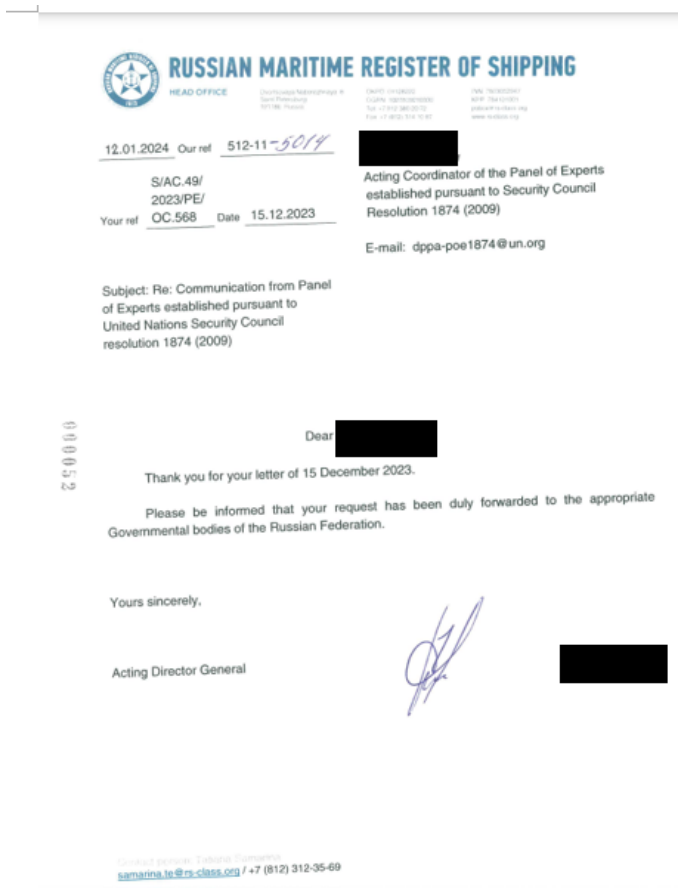 RUSSIAN MARITIME REGISTER OF SHIPPING
HEAD OFFICE
12.01.2024 Our ref 512-11-5014
S/AC.49/
2023/PE/
Your ref OC.568 Date 15.12.2023
Acting Coordinator of the Panel of Experts
established pursuant to Security Council
Resolution 1874 (2009)
E-mail: dppa-poe1874@un.org
Subject: Re: Communication from Panel
of Experts established pursuant to
United Nations Security Council
resolution 1874 (2009)
000052
Dear
Thank you for your letter of 15 December 2023.
Please be informed that your request has been duly forwarded to the appropriate
Governmental bodies of the Russian Federation.
Yours sincerely,
Acting Director General
samarina.te@rs-class.org / +7 (812) 312-35-69